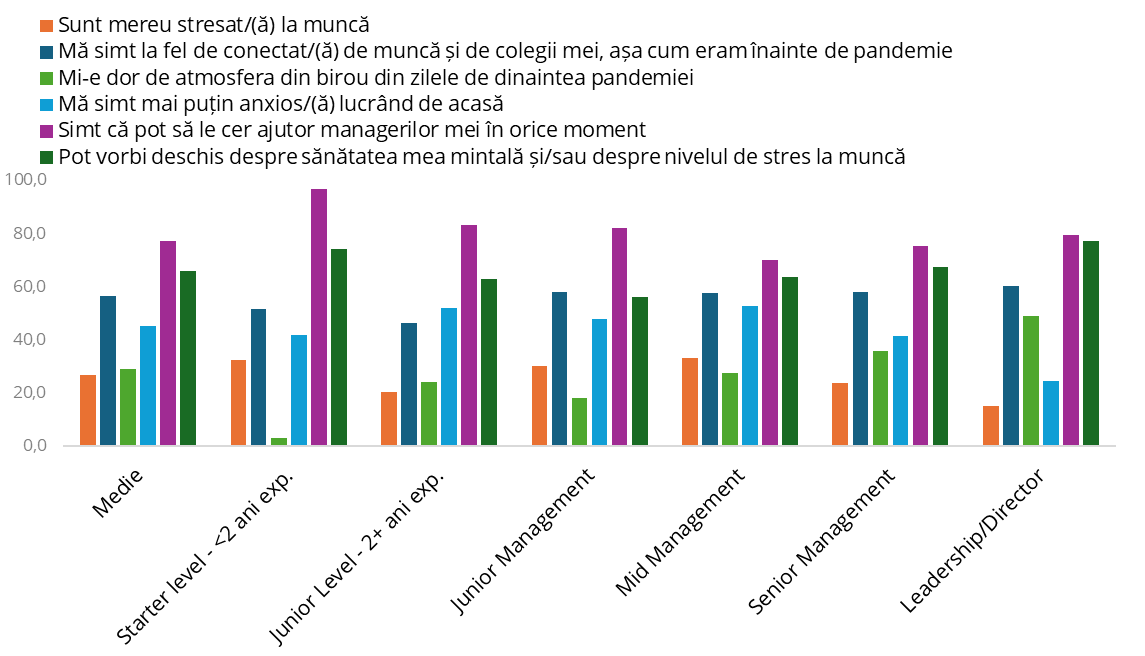 Sunt mereu stresat/(ă) la muncă
Mă simt la fel de conectat/(ă) de muncă și de colegii mei, așa cum eram înainte de pandemie
Mi-e dor de atmosfera din birou din zilele de dinaintea pandemiei
Mă simt mai puțin anxios/(ă) lucrând de acasă
Simt că pot să le cer ajutor managerilor mei în orice moment
Pot vorbi deschis despre sănătatea mea mintală și/sau despre nivelul de stres la muncă
100,0
80,0
60,0
40,0
20,0
0,0
Medie
Starter level - <2 ani exp.
Junior Level - 2+ ani exp.
Junior Management
Mid Management
Senior Management
Leadership/Director